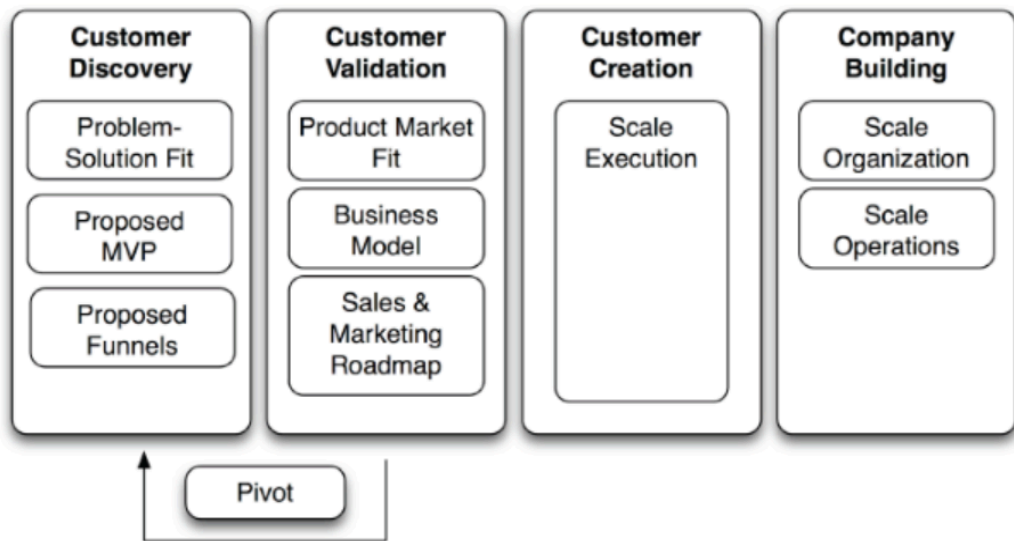 Customer
Discovery
Problem-
Solution Fit
Proposed
MVP
Proposed
Funnels
Customer
Validation
Product Market
Fit
Business
Model
Sales &
Marketing
Roadmap
Customer
Creation
Scale
Execution
Company
Building
Scale
Organization
Scale
Operations
Pivot